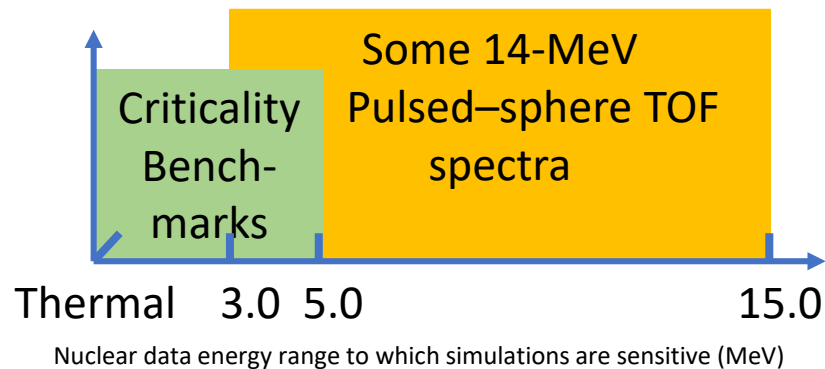 Some 14-MeV
Pulsed–sphere TOF
spectra
Criticality
Bench-
marks
Thermal 3.0 5.0 15.0
Nuclear data energy range to which simulations are sensitive (MeV)